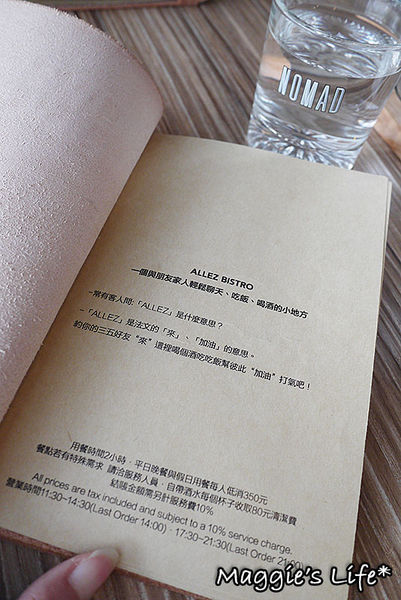 NOMAD
ALLEZ BISTRO
一個與朋友家人輕鬆聊天、吃飯、喝酒的小地方
-常有客人問:「ALLEZ」是什麼意思？
-「ALLEZ」是法文的「來」、「加油」的意思。
約你的三五好友“來”這裡喝個酒吃吃飯幫彼此“加油”打氣吧！
用餐時間2小時，平日晚餐與假日用餐每人低消350元
餐點若有特殊需求 請洽服務人員，自帶酒水每個杯子收取80元清潔費
結賬金額需另計服務費10%
All prices are tax included and subject to a 10% service charge.
營業時間11:30~14:30(Last Order 14:00)，17:30~21:30(Last Order 21:00)
Maggie's Life*